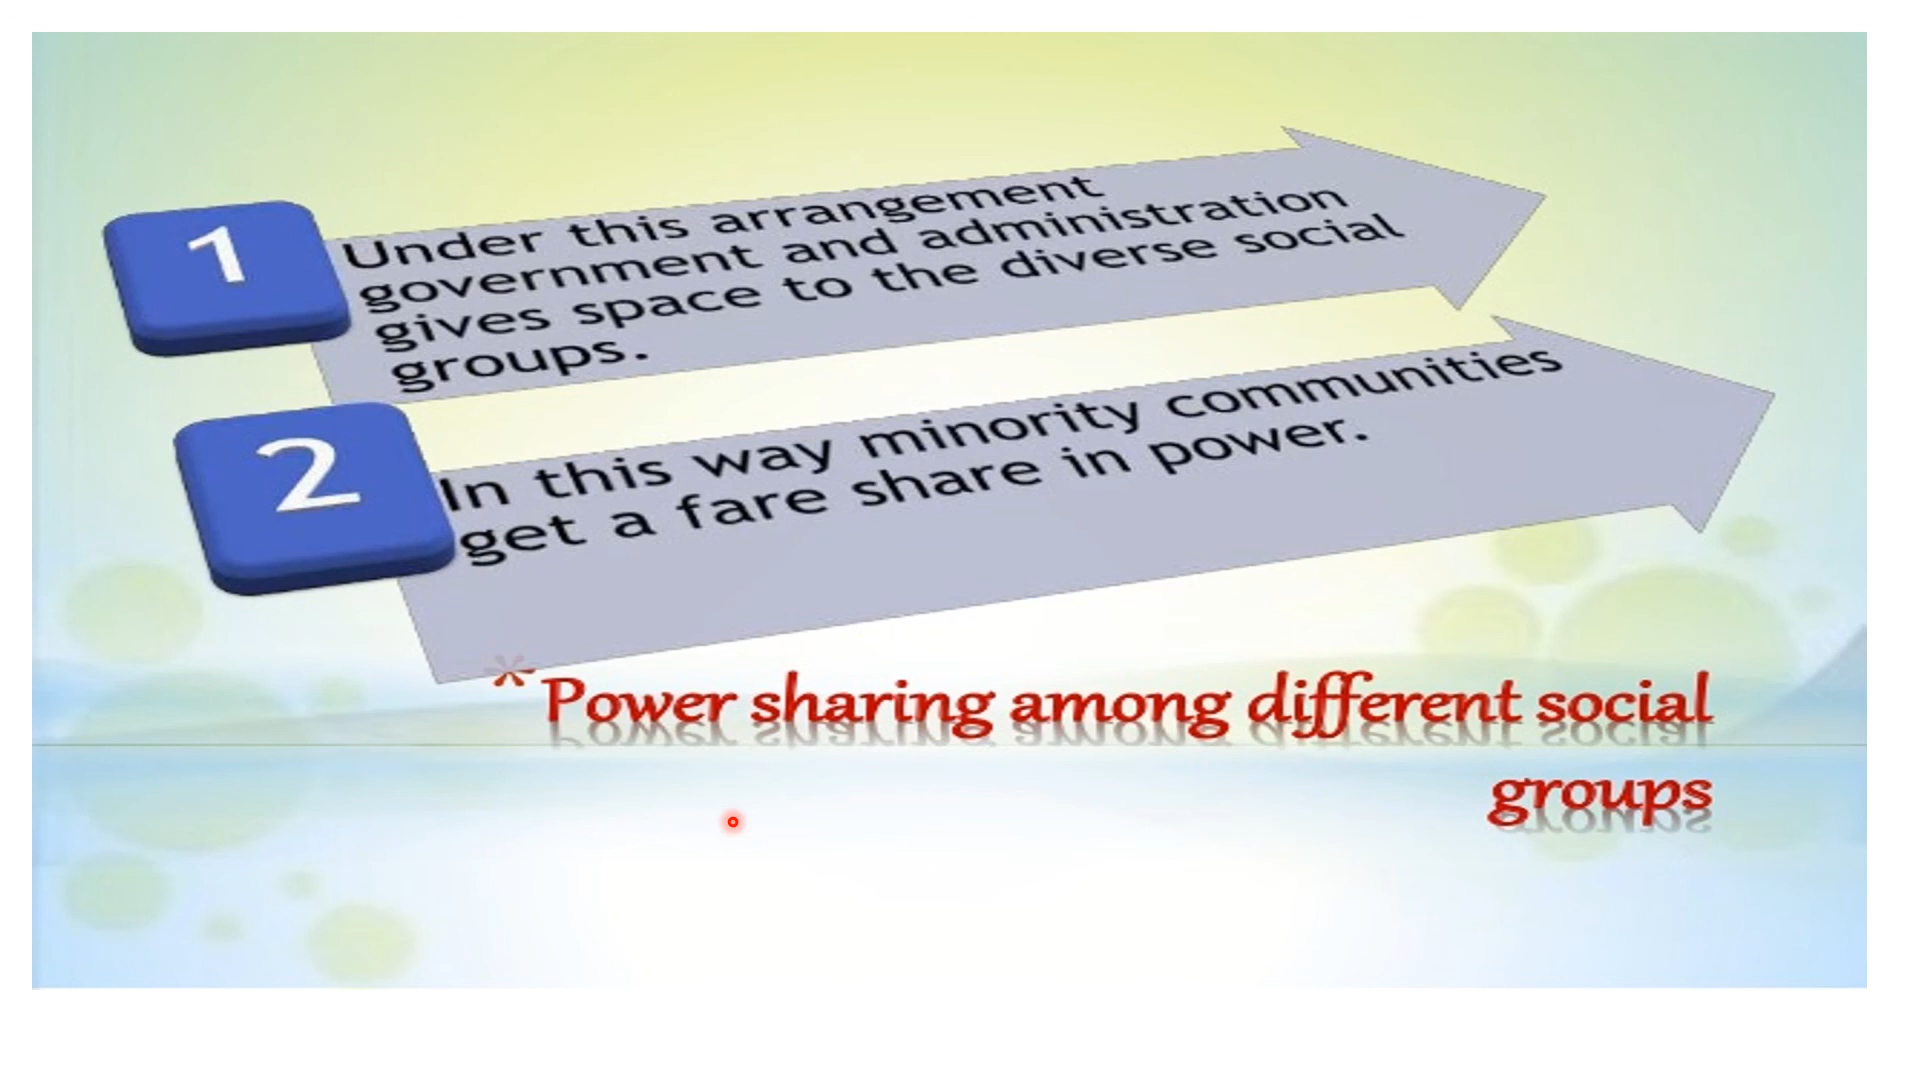 1
Under this arrangement
government and administration
gives space to the diverse social
groups.
2
In this way minority communities
get a fare share in power.
* Power sharing among different social
groups